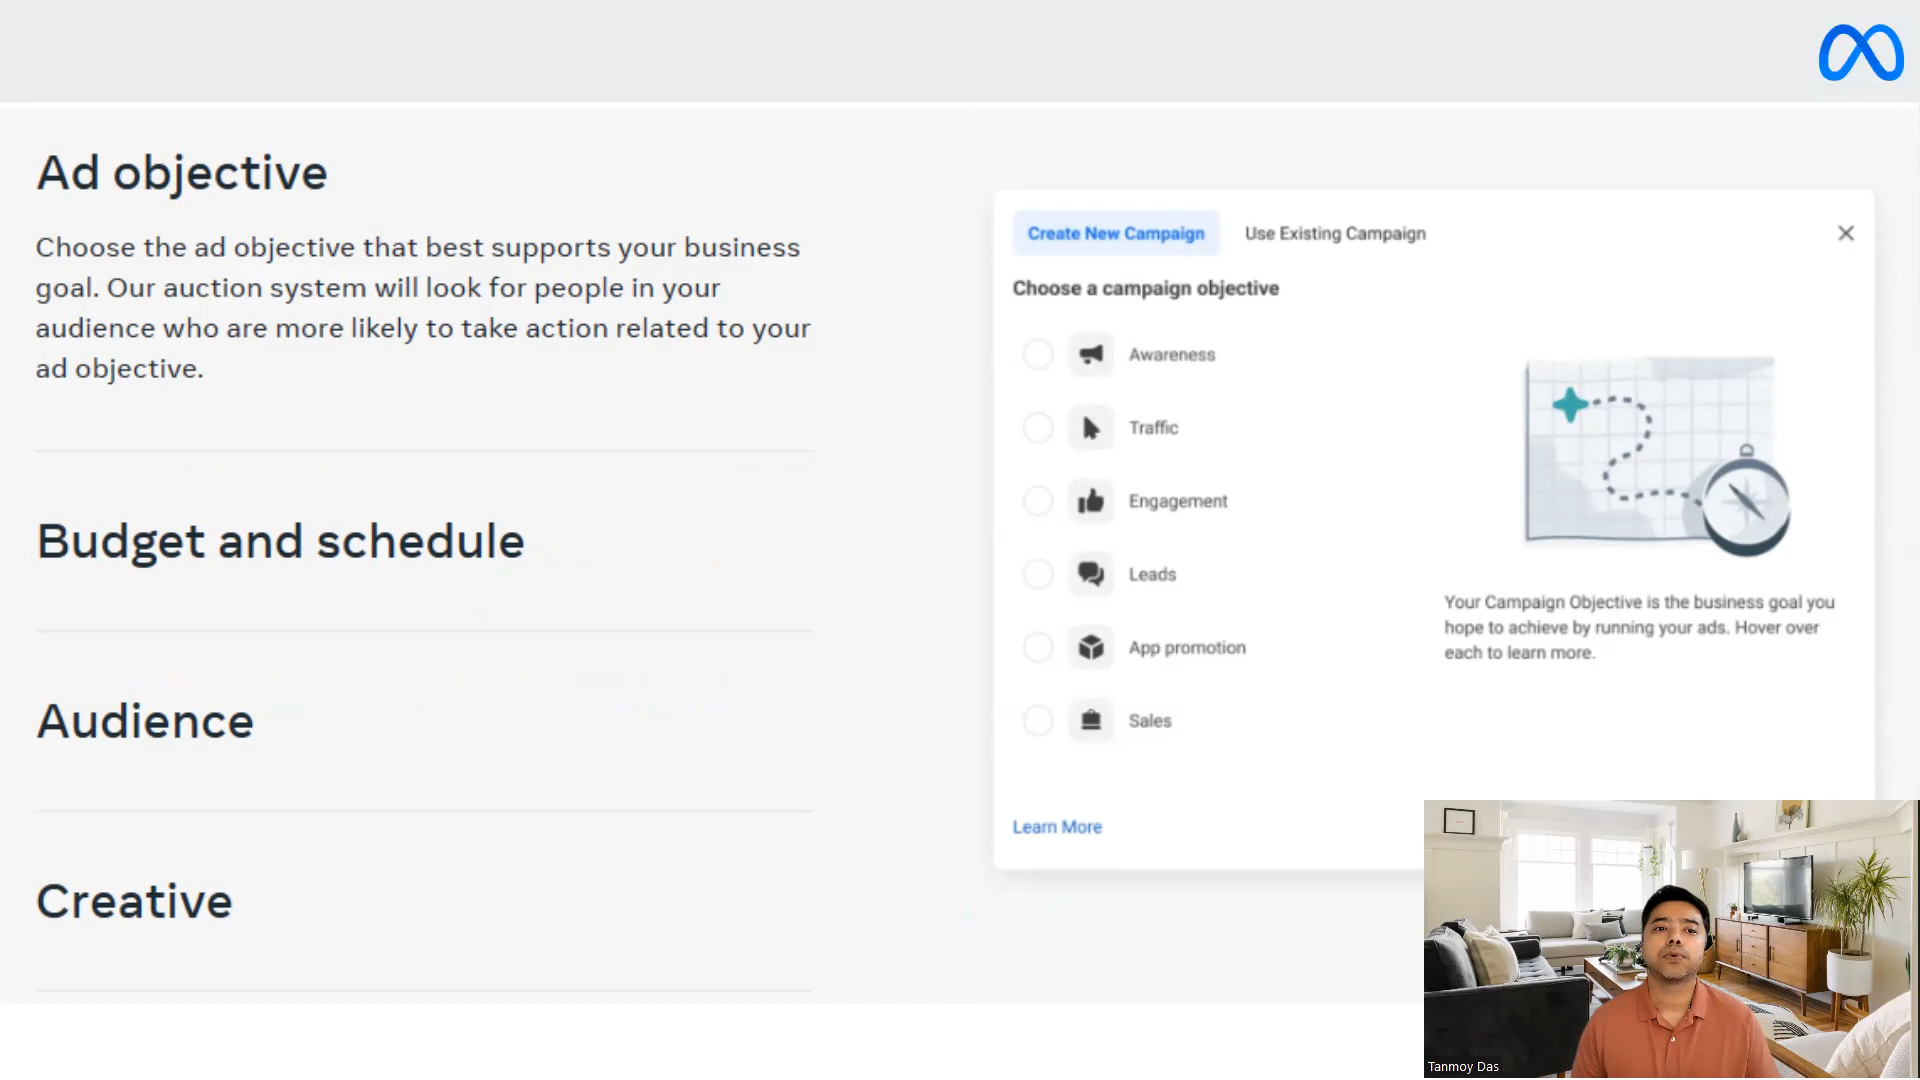 Ad objective
Choose the ad objective that best supports your business
goal. Our auction system will look for people in your
audience who are more likely to take action related to your
ad objective.
Budget and schedule
Audience
Creative
Create New Campaign
Use Existing Campaign
Choose a campaign objective
Awareness
Traffic
Engagement
Leads
App promotion
Sales
Your Campaign Objective is the business goal you
hope to achieve by running your ads. Hover over
each to learn more.
Learn More
Tanmoy Das